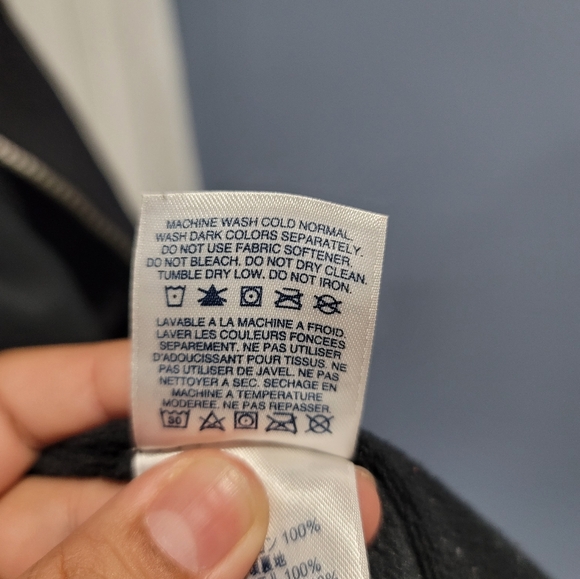 MACHINE WASH COLD NORMAL.
WASH DARK COLORS SEPARATELY.
DO NOT USE FABRIC SOFTENER.
DO NOT BLEACH. DO NOT DRY CLEAN.
TUMBLE DRY LOW. DO NOT IRON.
LAVABLE A LA MACHINE A FROID.
LAVER LES COULEURS FONCEES
SEPAREMENT. NE PAS UTILISER
D'ADOUCISSANT POUR TISSUS. NE
PAS UTILISER DE JAVEL. NE PAS
NETTOYER A SEC. SECHAGE EN
MACHINE A TEMPERATURE
MODEREE. NE PAS REPASSER.
30
100%
100%